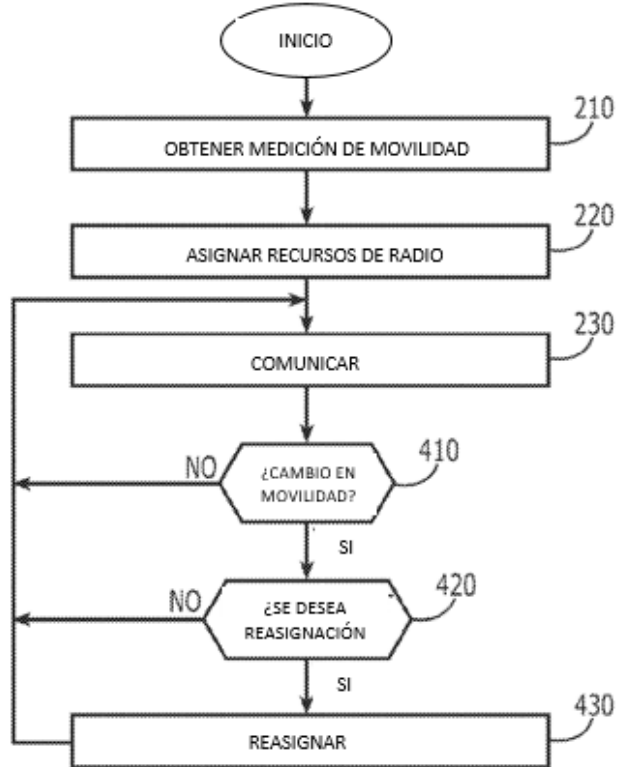 INICIO
210
OBTENER MEDICIÓN DE MOVILIDAD
220
ASIGNAR RECURSOS DE RADIO
230
COMUNICAR
410
NO
¿CAMBIO EN
MOVILIDAD?
SI
420
NO
¿SE DESEA
REASIGNACIÓN
SI
430
REASIGNAR